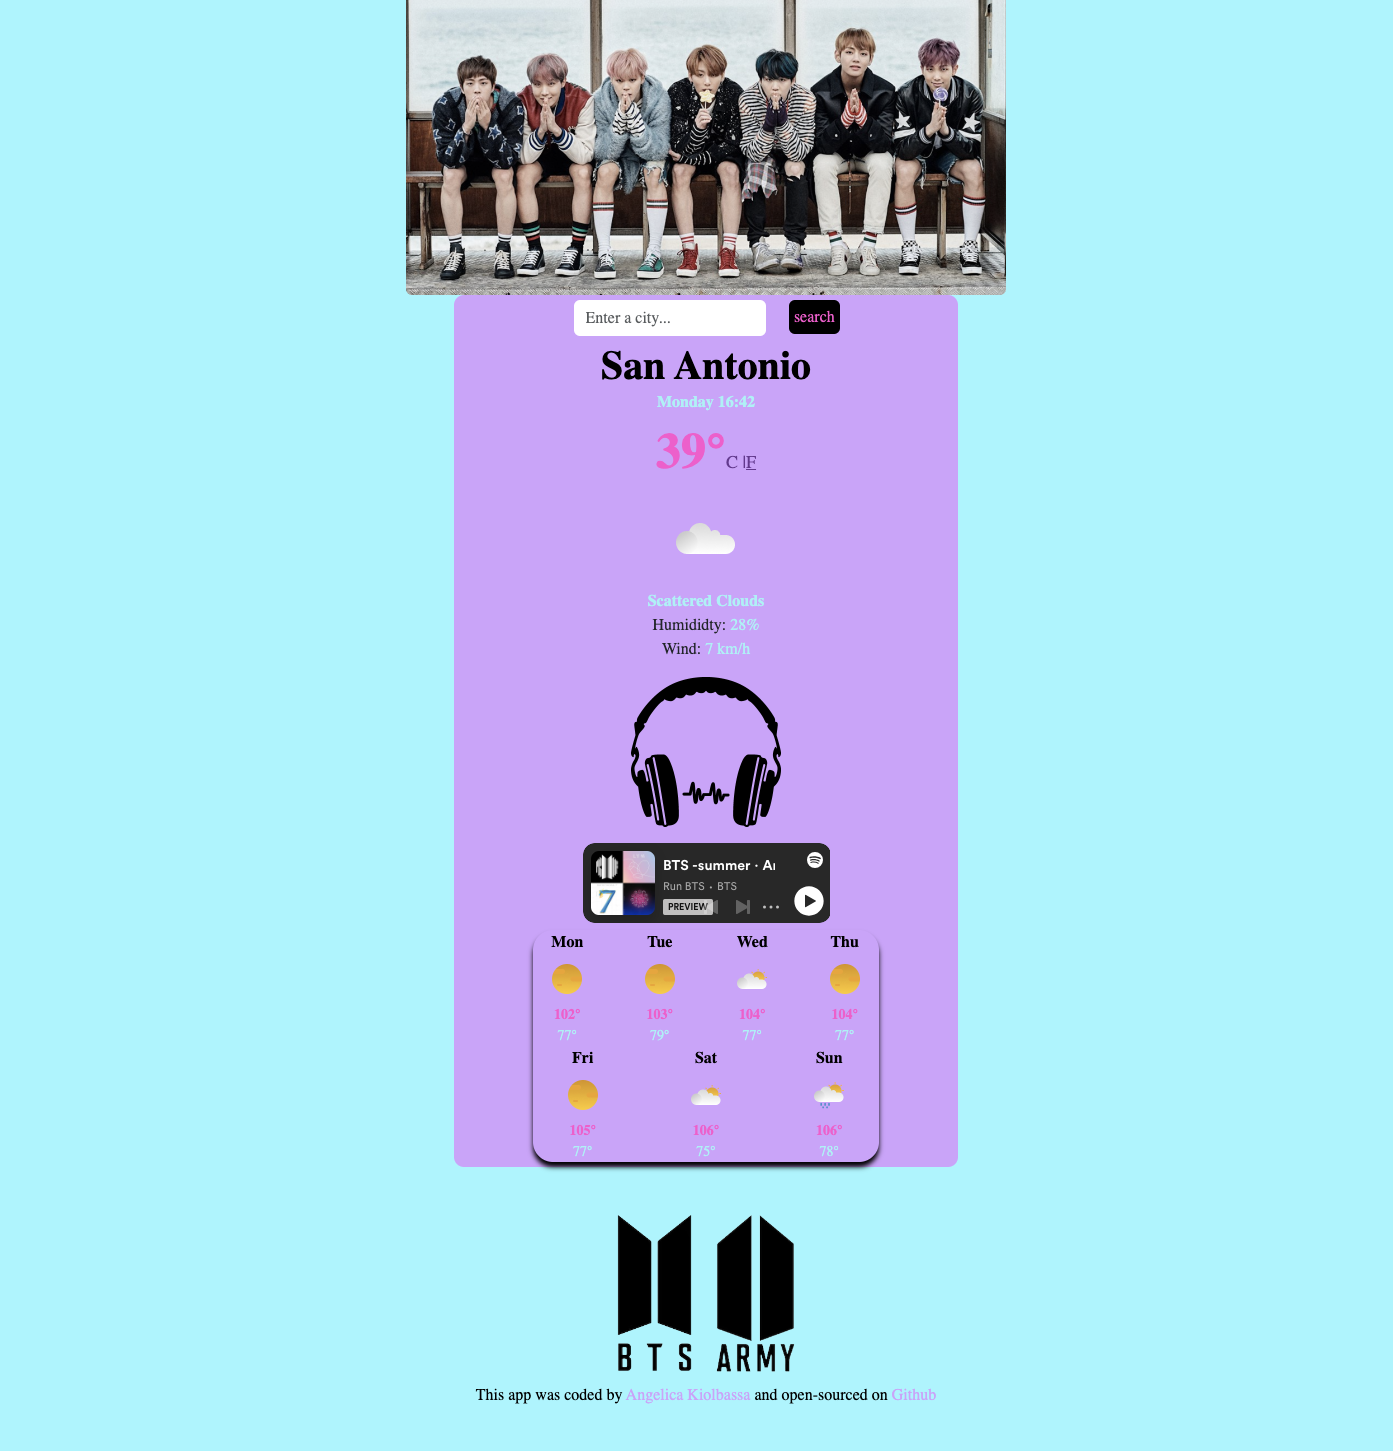 Enter a city...
search
San Antonio
Monday 16:42
39° C |F
Scattered Clouds
Humididty: 28%
Wind: 7 km/h
BTS -summer · Ar
Run BTS · BTS
PREVIEW
7
Mon Tue Wed Thu
102° 103° 104° 104°
77° 79° 77° 77°
Fri Sat Sun
105° 106° 106°
77° 75° 78°
BTS ARMY
This app was coded by Angelica Kiolbassa and open-sourced on Github